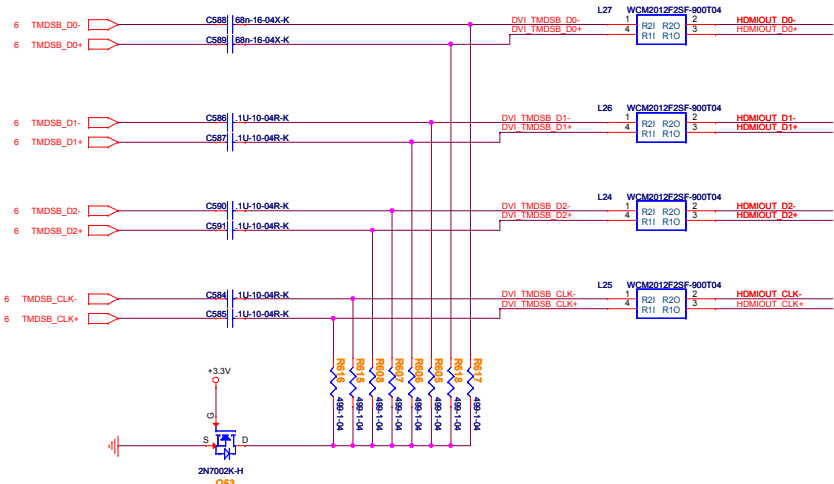 L27 WCM2012F2SF-900T04
6 TMDSB_D0- C588 68n-16-04X-K DVI_TMDSB_D0- 1 R2I R2O 2 HDMIOUT_D0-
6 TMDSB_D0+ C589 68n-16-04X-K DVI_TMDSB_D0+ 4 R1I R1O 3 HDMIOUT_D0+
L26 WCM2012F2SF-900T04
6 TMDSB_D1- C586 .1U-10-04R-K DVI_TMDSB_D1- 1 R2I R2O 2 HDMIOUT_D1-
6 TMDSB_D1+ C587 .1U-10-04R-K DVI_TMDSB_D1+ 4 R1I R1O 3 HDMIOUT_D1+
L24 WCM2012F2SF-900T04
6 TMDSB_D2- C590 .1U-10-04R-K DVI_TMDSB_D2- 1 R2I R2O 2 HDMIOUT_D2-
6 TMDSB_D2+ C591 .1U-10-04R-K DVI_TMDSB_D2+ 4 R1I R1O 3 HDMIOUT_D2+
L25 WCM2012F2SF-900T04
6 TMDSB_CLK- C584 .1U-10-04R-K DVI_TMDSB_CLK- 1 R2I R2O 2 HDMIOUT_CLK-
6 TMDSB_CLK+ C585 .1U-10-04R-K DVI_TMDSB_CLK+ 4 R1I R1O 3 HDMIOUT_CLK+
R616 R615 R608 R607 R606 R605 R618 R617
499-1-04 499-1-04 499-1-04 499-1-04 499-1-04 499-1-04 499-1-04 499-1-04
+3.3V
G
S D
2N7002K-H
Q53